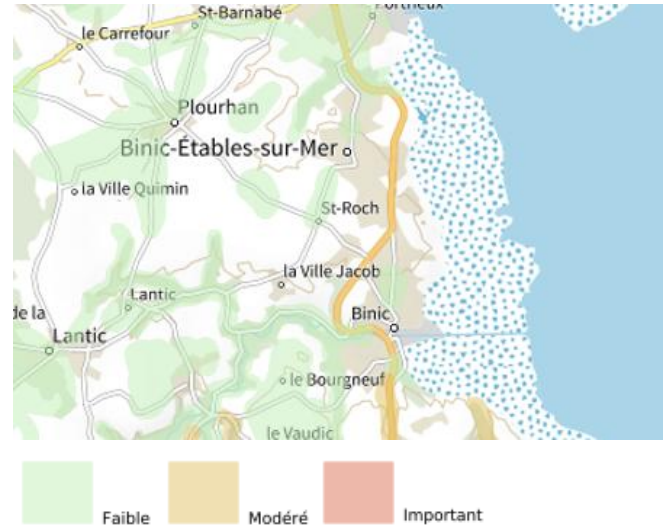 St-Barnabé
le Carrefour
Plourhan
Binic-Étables-sur-Mer
la Ville Quimin
St-Roch
la Ville Jacob
Lantic
de la
Binic
Lantic
le Bourgneuf
le Vaudic
Faible
Modéré
Important